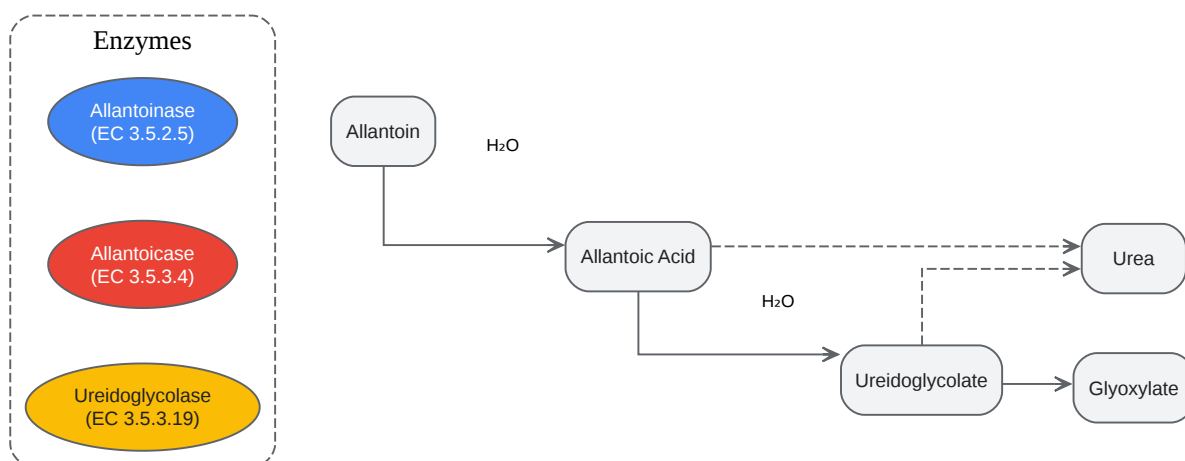 Enzymes
Allantoinase
(EC 3.5.2.5)
Allantoin
H₂O
Allantoicase
(EC 3.5.3.4)
Allantoic Acid
Urea
H₂O
Ureidoglycolase
(EC 3.5.3.19)
Ureidoglycolate
Glyoxylate